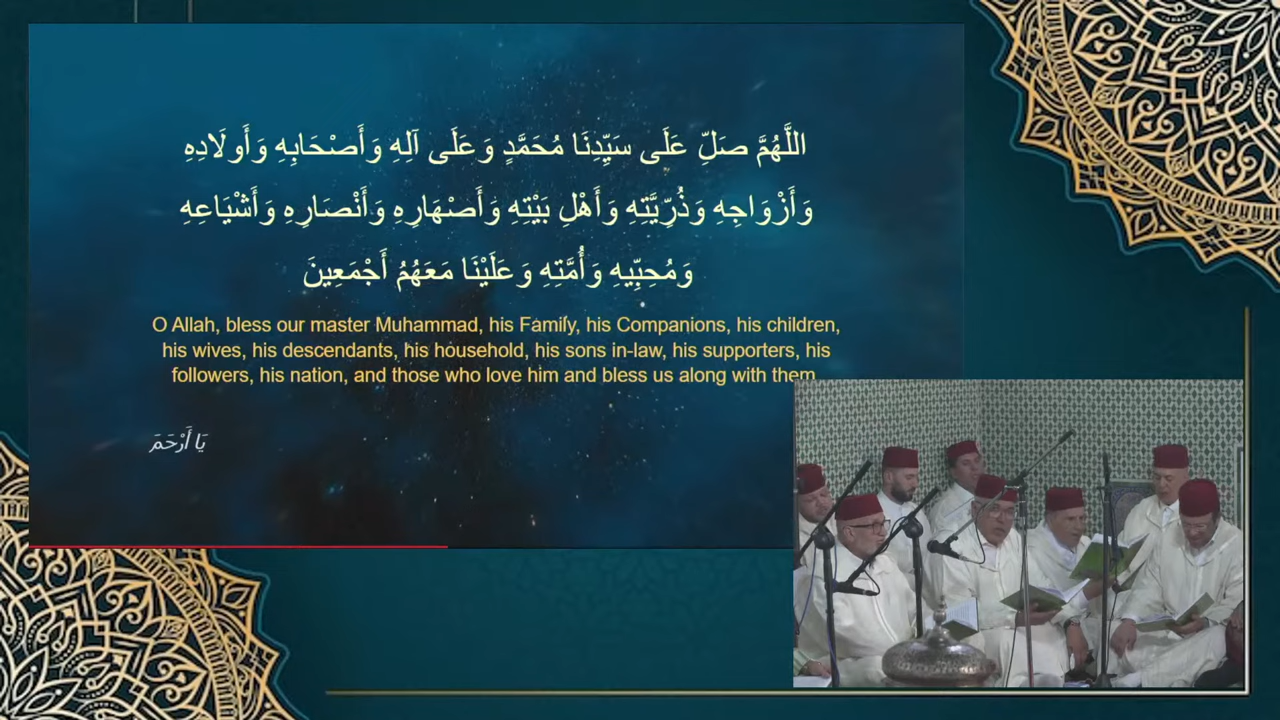 اللَّهُمَّ صَلِّ عَلَى سَيِّدِنَا مُحَمَّدٍ وَعَلَى آلِهِ وَأَصْحَابِهِ وَأَولَادِهِ
وَأَزْوَاجِهِ وَذُرِّيَّتِهِ وَأَهْلِ بَيْتِهِ وَأَصْهَارِهِ وَأَنْصَارِهِ وَأَشْيَاعِهِ
وَمُحِبِّيهِ وَأُمَّتِهِ وَعَلَيْنَا مَعَهُمُ أَجْمَعِينَ
O Allah, bless our master Muhammad, his Family, his Companions, his children,
his wives, his descendants, his household, his sons in-law, his supporters, his
followers, his nation, and those who love him and bless us along with them
يَا أَرْحَمَ